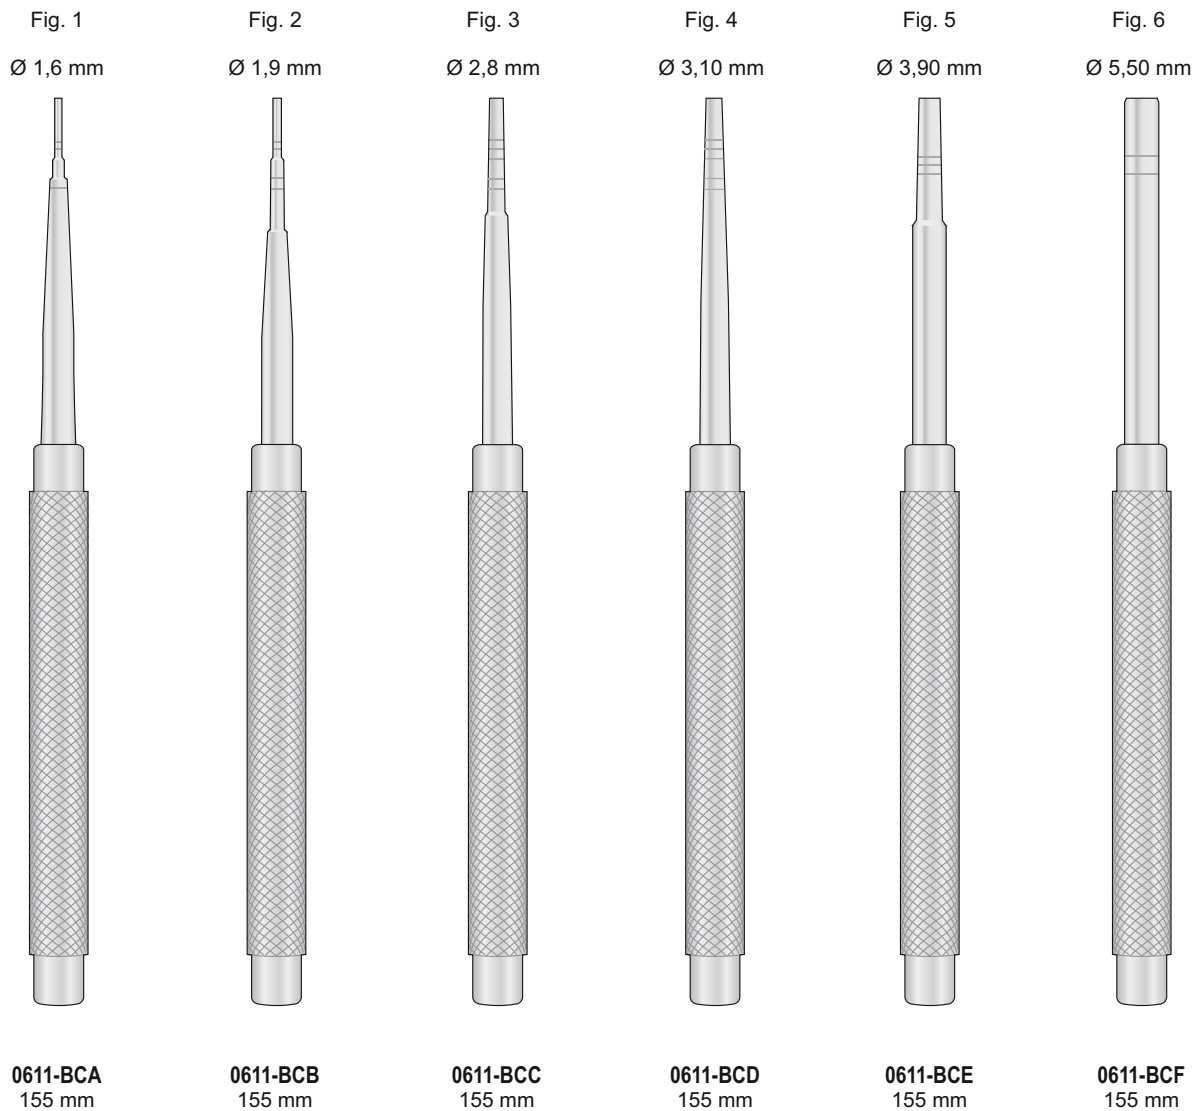 Fig. 1 Fig. 2 Fig. 3 Fig. 4 Fig. 5 Fig. 6
Ø 1,6 mm Ø 1,9 mm Ø 2,8 mm Ø 3,10 mm Ø 3,90 mm Ø 5,50 mm
0611-BCA 0611-BCB 0611-BCC 0611-BCD 0611-BCE 0611-BCF
155 mm 155 mm 155 mm 155 mm 155 mm 155 mm